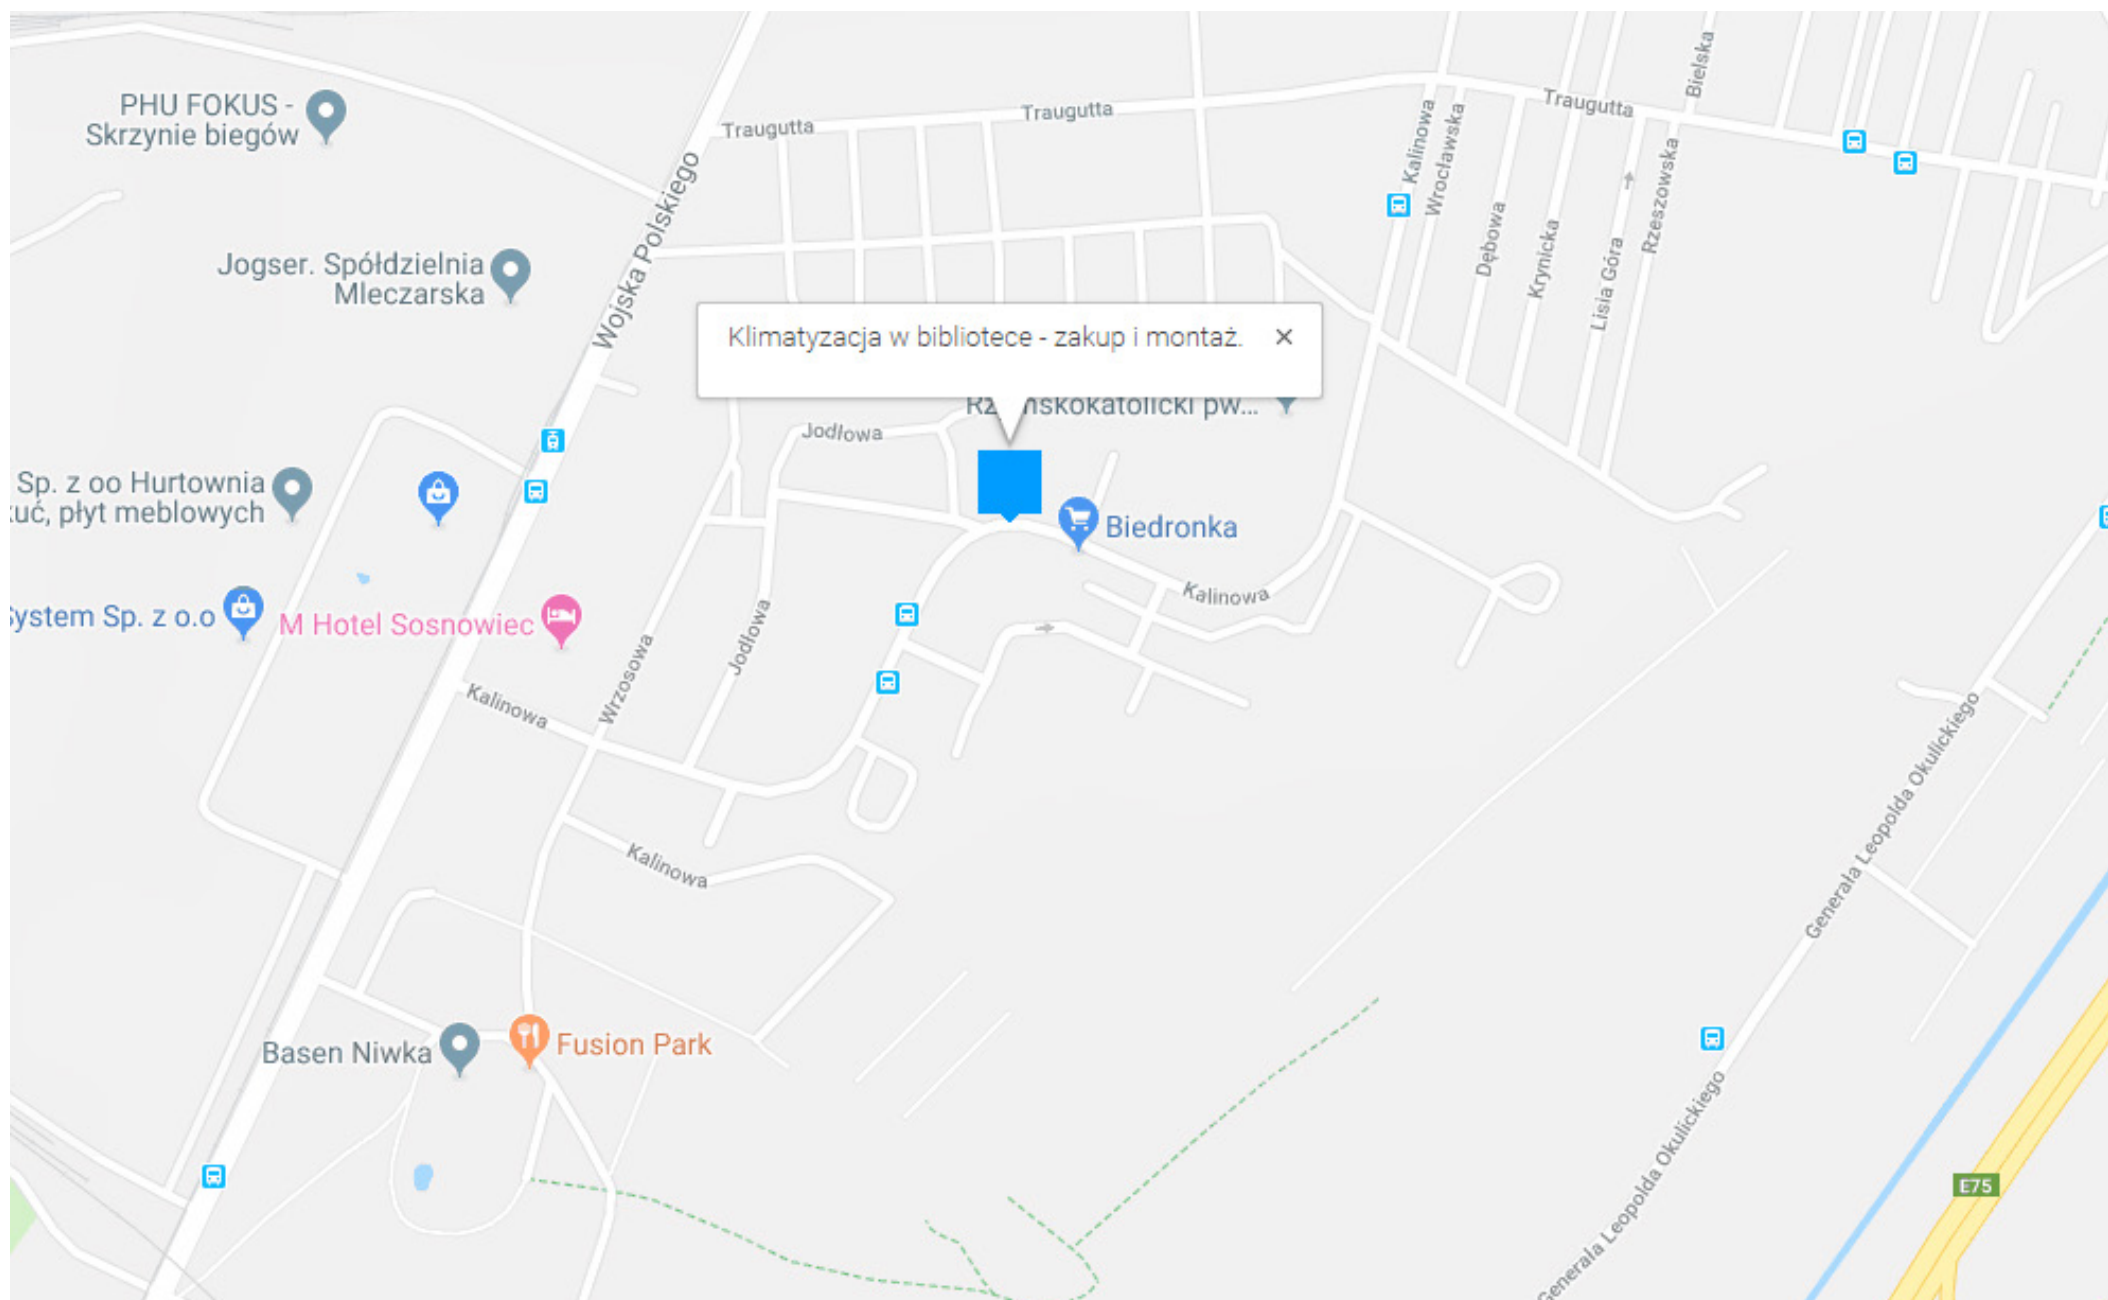 PHU FOKUS -
Skrzynie biegów
Traugutta
Traugutta
Traugutta
Bielska
Kalinowa
Wrocławska
Rzeszowska
Wojska Polskiego
Dębowa
Krynicka
Lisia Góra
Jogser. Spółdzielnia
Mleczarska
Klimatyzacja w bibliotece - zakup i montaż. ×
pw...
Jodłowa
Sp. z oo Hurtownia
kuć, płyt meblowych
Biedronka
Kalinowa
System Sp. z o.o
M Hotel Sosnowiec
Jodłowa
Wrzosowa
Kalinowa
Generała Leopolda Okulickiego
Kalinowa
Basen Niwka
Fusion Park
Generała Leopolda Okulickiego
E75